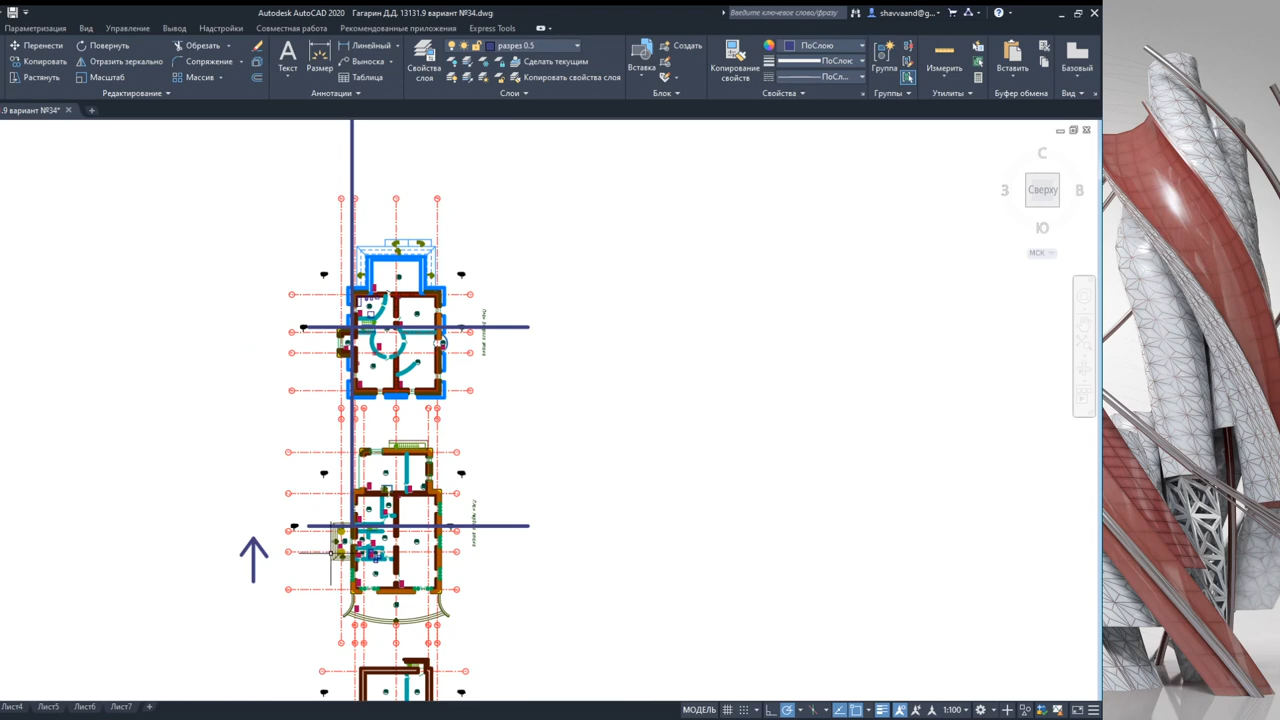 Autodesk AutoCAD 2020 Гагарин Д.Д. 13131.9 вариант №34.dwg
Введите ключевое слово/фразу
shavvaand@g...
Параметризация Вид Управление Вывод Надстройки Совместная работа Рекомендованные приложения Express Tools
Перенести Повернуть Обрезать
Копировать Отразить зеркально Сопряжение
Растянуть Масштаб Массив
Редактирование
Текст Размер
Линейный
Выноска
Таблица
Аннотации
Свойства слоя
разрез 0.5
Сделать текущим
Копировать свойства слоя
Слои
Вставка
Создать
Блок
Копирование свойств
ПоСлою
ПоСлою
ПоСл...
Свойства
Группа
Группы
Измерить
Утилиты
Вставить
Буфер обмена
Базовый
Вид
.9 вариант №34*
С
З Сверху В
Ю
МСК
Лист4 Лист5 Лист6 Лист7
МОДЕЛЬ 1:100